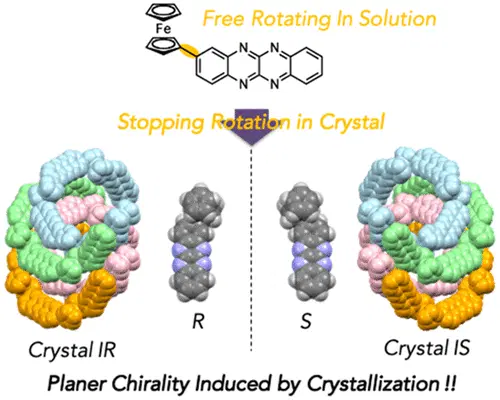 Free Rotating In Solution
Fe
N N
N N
Stopping Rotation in Crystal
R S
Crystal IR Crystal IS
Planer Chirality Induced by Crystallization !!